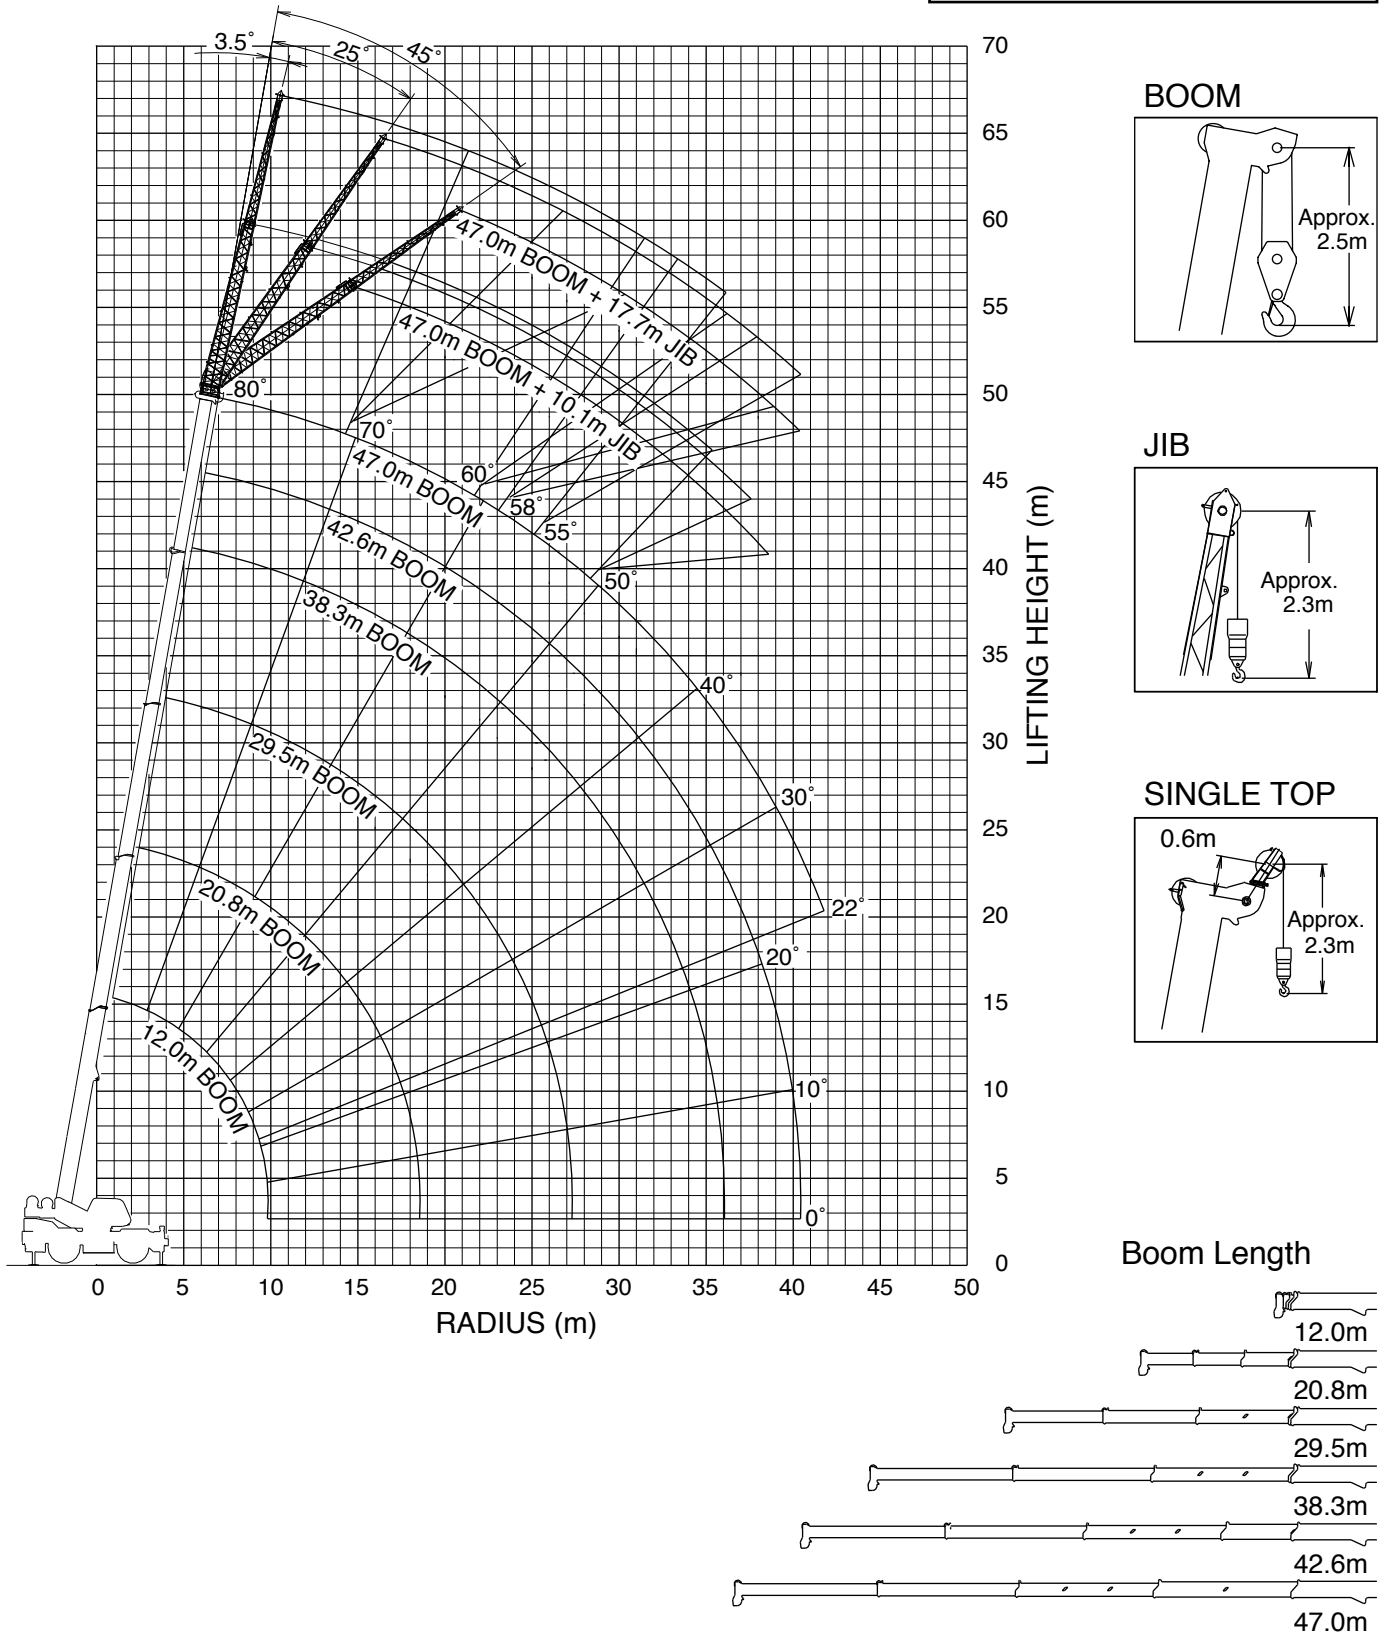 3.5°
25°
45°
70
65
60
55
50
45
40
35
30
25
20
15
10
5
0
LIFTING HEIGHT (m)
47.0m BOOM + 17.7m JIB
47.0m BOOM + 10.1m JIB
80°
70°
47.0m BOOM
60°
58°
55°
50°
42.6m BOOM
38.3m BOOM
40°
29.5m BOOM
30°
20.8m BOOM
22°
20°
12.0m BOOM
10°
0°
0 5 10 15 20 25 30 35 40 45 50
RADIUS (m)
BOOM
Approx.
2.5m
JIB
Approx.
2.3m
SINGLE TOP
0.6m
Approx.
2.3m
Boom Length
12.0m
20.8m
29.5m
38.3m
42.6m
47.0m